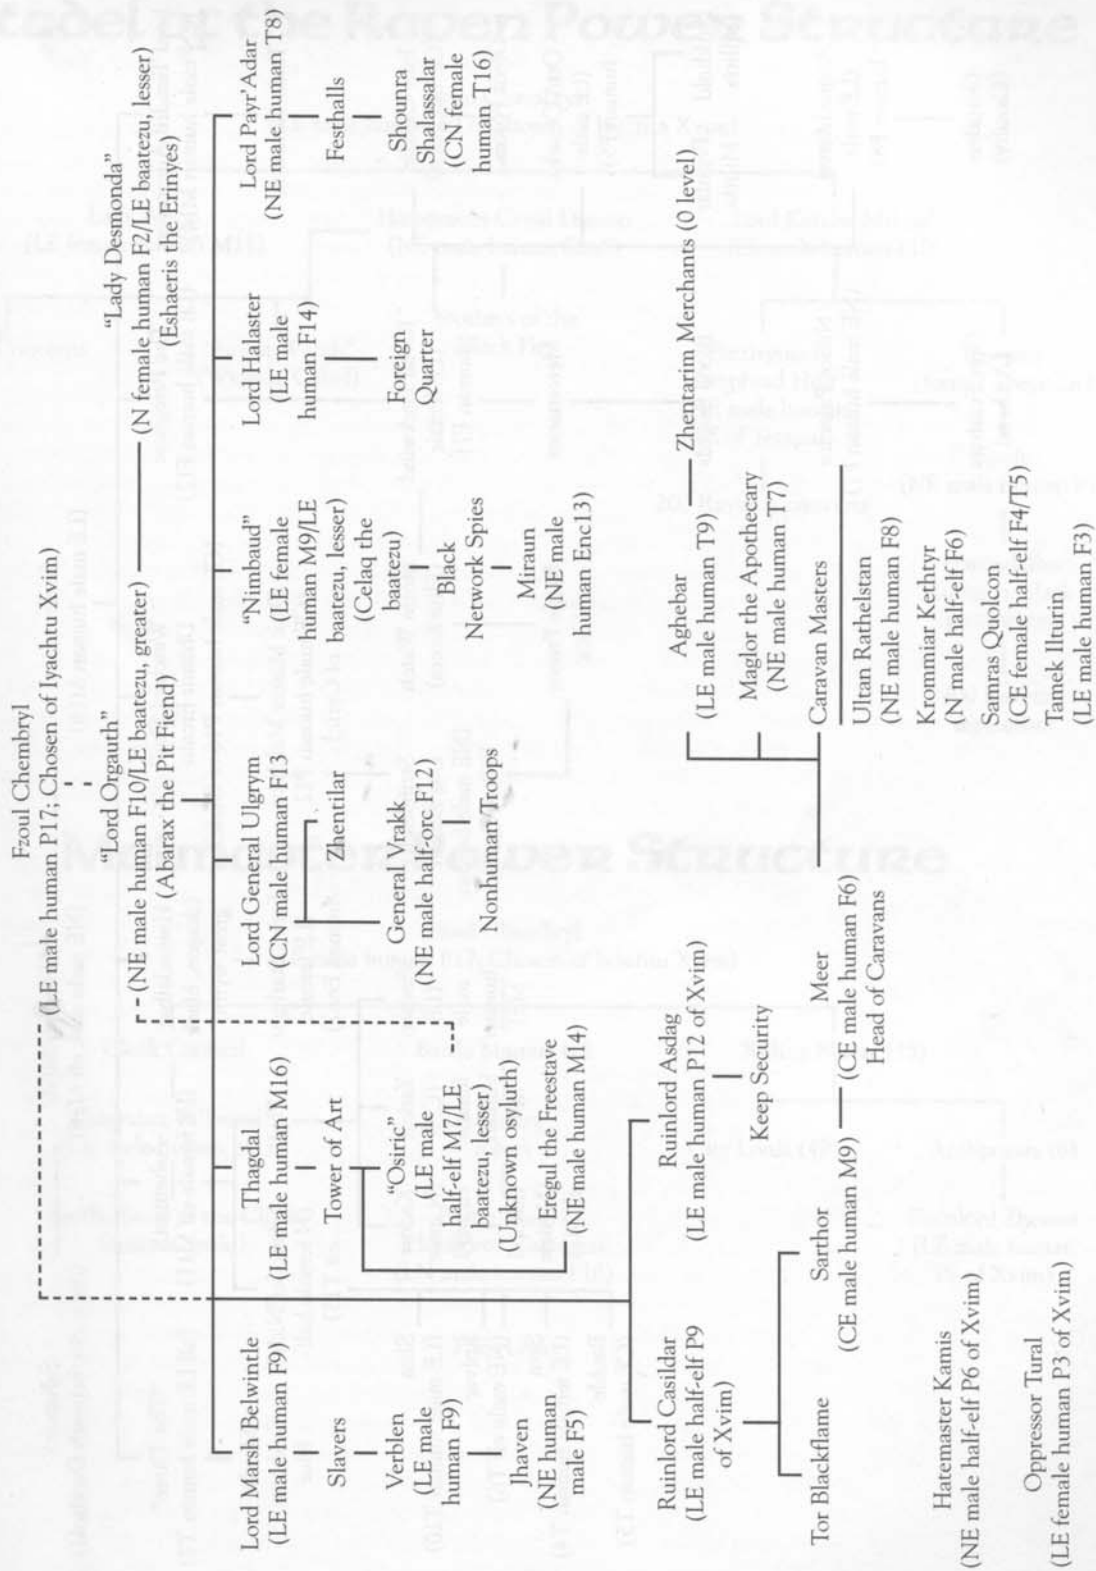 Fzoul Chembryl
(LE male human P17; Chosen of Iyachtu Xvim)
"Lord Orgauth"
(NE male human F10/LE baatezu, greater)
(Abarax the Pit Fiend)
"Lady Desmonda"
(N female human F2/LE baatezu, lesser)
(Eshaeris the Erinyes)
Lord Marsh Belwintle
(LE male human F9)
Slavers
Verblen
(LE male
human F9)
Jhaven
(NE human
male F5)
Thagdal
(LE male human M16)
Tower of Art
"Osiric"
(LE male
half-elf M7/LE
baatezu, lesser)
(Unknown osyluth)
Eregul the Freestave
(NE male human M14)
Lord General Ulgrym
(CN male human F13
Zhentilar
General Vrakk
(NE male half-orc F12)
Nonhuman Troops
"Nimbaud"
(LE female
human M9/LE
baatezu, lesser)
(Celaq the
baatezu)
Black
Network Spies
Miraun
(NE male
human Enc13)
Lord Halaster
(LE male
human F14)
Foreign
Quarter
Lord Payr'Adar
(NE male human T8)
Festhalls
Shounra
Shalassalar
(CN female
human T16)
Ruinlord Casildar
(LE male half-elf P9
of Xvim)
Ruinlord Asdag
(LE male human P12 of Xvim)
Keep Security
Tor Blackflame
Sarthor
(CE male human M9)
Meer
(CE male human F6)
Head of Caravans
Aghebar
(LE male human T9)
Zhentarim Merchants (0 level)
Maglor the Apothecary
(NE male human T7)
Caravan Masters
Ultan Rathelstan
(NE male human F8)
Kromiar Kethtyr
(N male half-elf F6)
Samras Quolcon
(CE female half-elf F4/T5)
Tamek Ilturin
(LE male human F3)
Hatemaster Kamis
(NE male half-elf P6 of Xvim)
Oppressor Tural
(LE female human P3 of Xvim)